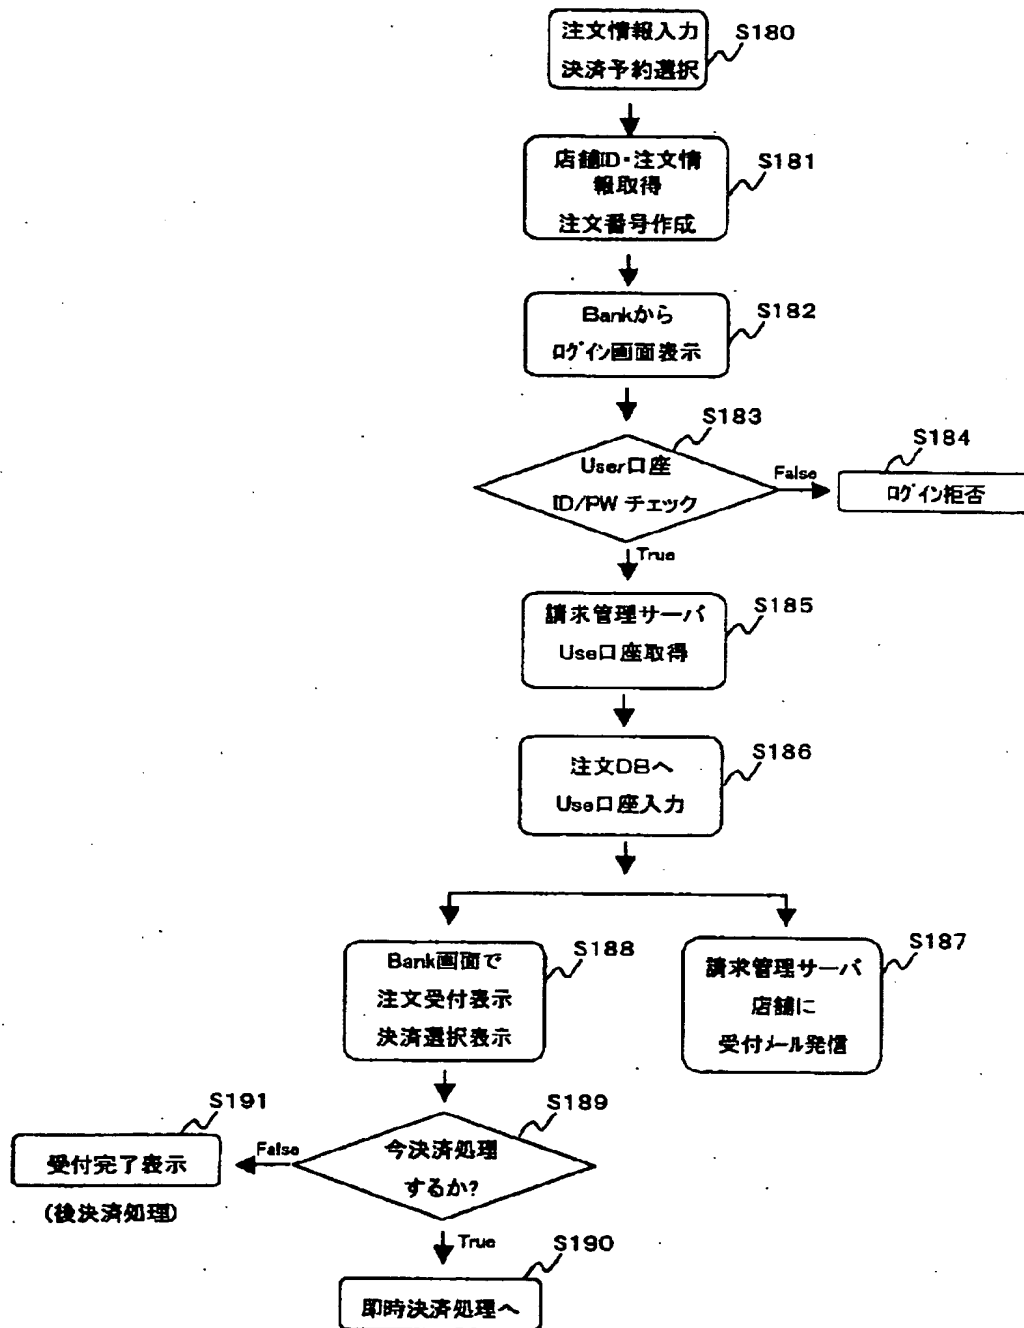 注文情報入力
決済予約選択
S180
店舗ID・注文情
報取得
注文番号作成
S181
Bankから
ログイン画面表示
S182
User口座
ID/PW チェック
S183
False
ログイン拒否
S184
True
請求管理サーバ
Use口座取得
S185
注文DBへ
Use口座入力
S186
Bank画面で
注文受付表示
決済選択表示
S188
請求管理サーバ
店舗に
受付メール発信
S187
今決済処理
するか?
S189
False
受付完了表示
S191
(後決済処理)
True
即時決済処理へ
S190